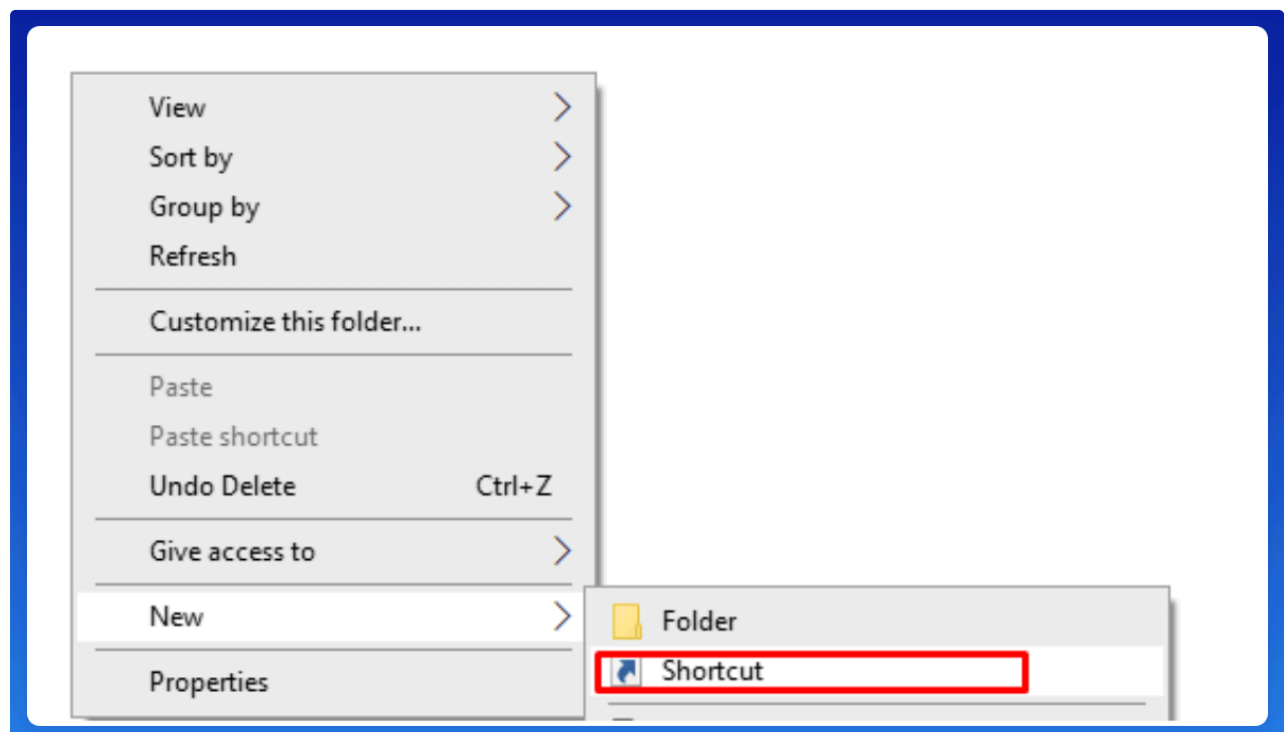 View
Sort by
Group by
Refresh
Customize this folder...
Paste
Paste shortcut
Undo Delete Ctrl+Z
Give access to
New
Folder
Shortcut
Properties